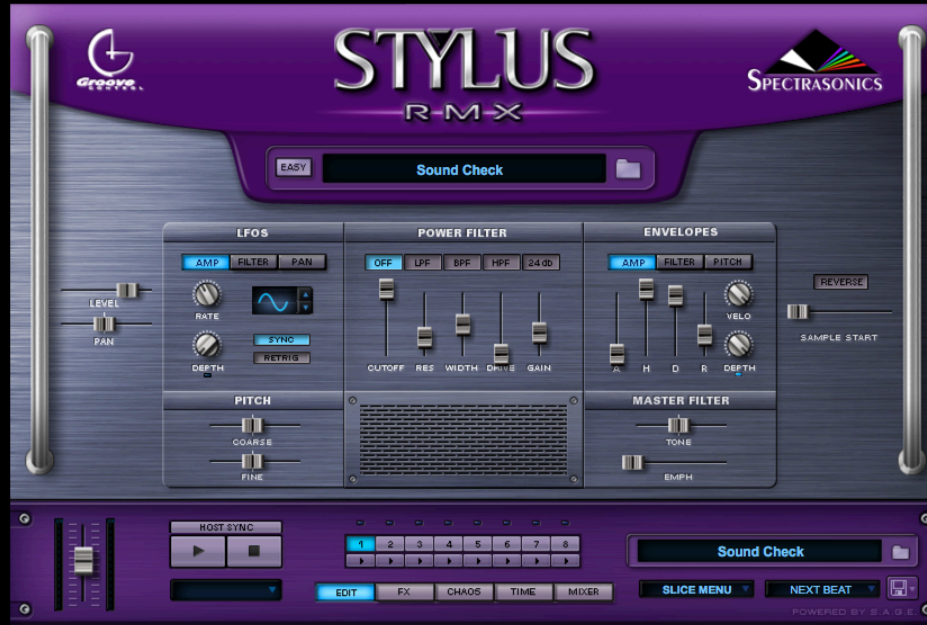 Groove
CONTROL
STYLUS
RMX
SPECTRASONICS
EASY
Sound Check
LFOS
AMP FILTER PAN
RATE
SYNC
RETRIG
DEPTH
POWER FILTER
OFF LPF BPF HPF 24 db
CUTOFF RES WIDTH DRIVE GAIN
ENVELOPES
AMP FILTER PITCH
VELO
A H D R DEPTH
LEVEL
PAN
REVERSE
SAMPLE START
PITCH
COARSE
FINE
MASTER FILTER
TONE
EMPH
HOST SYNC
1 2 3 4 5 6 7 8
EDIT FX CHAOS TIME MIXER
Sound Check
SLICE MENU NEXT BEAT
POWERED BY S.A.G.E.